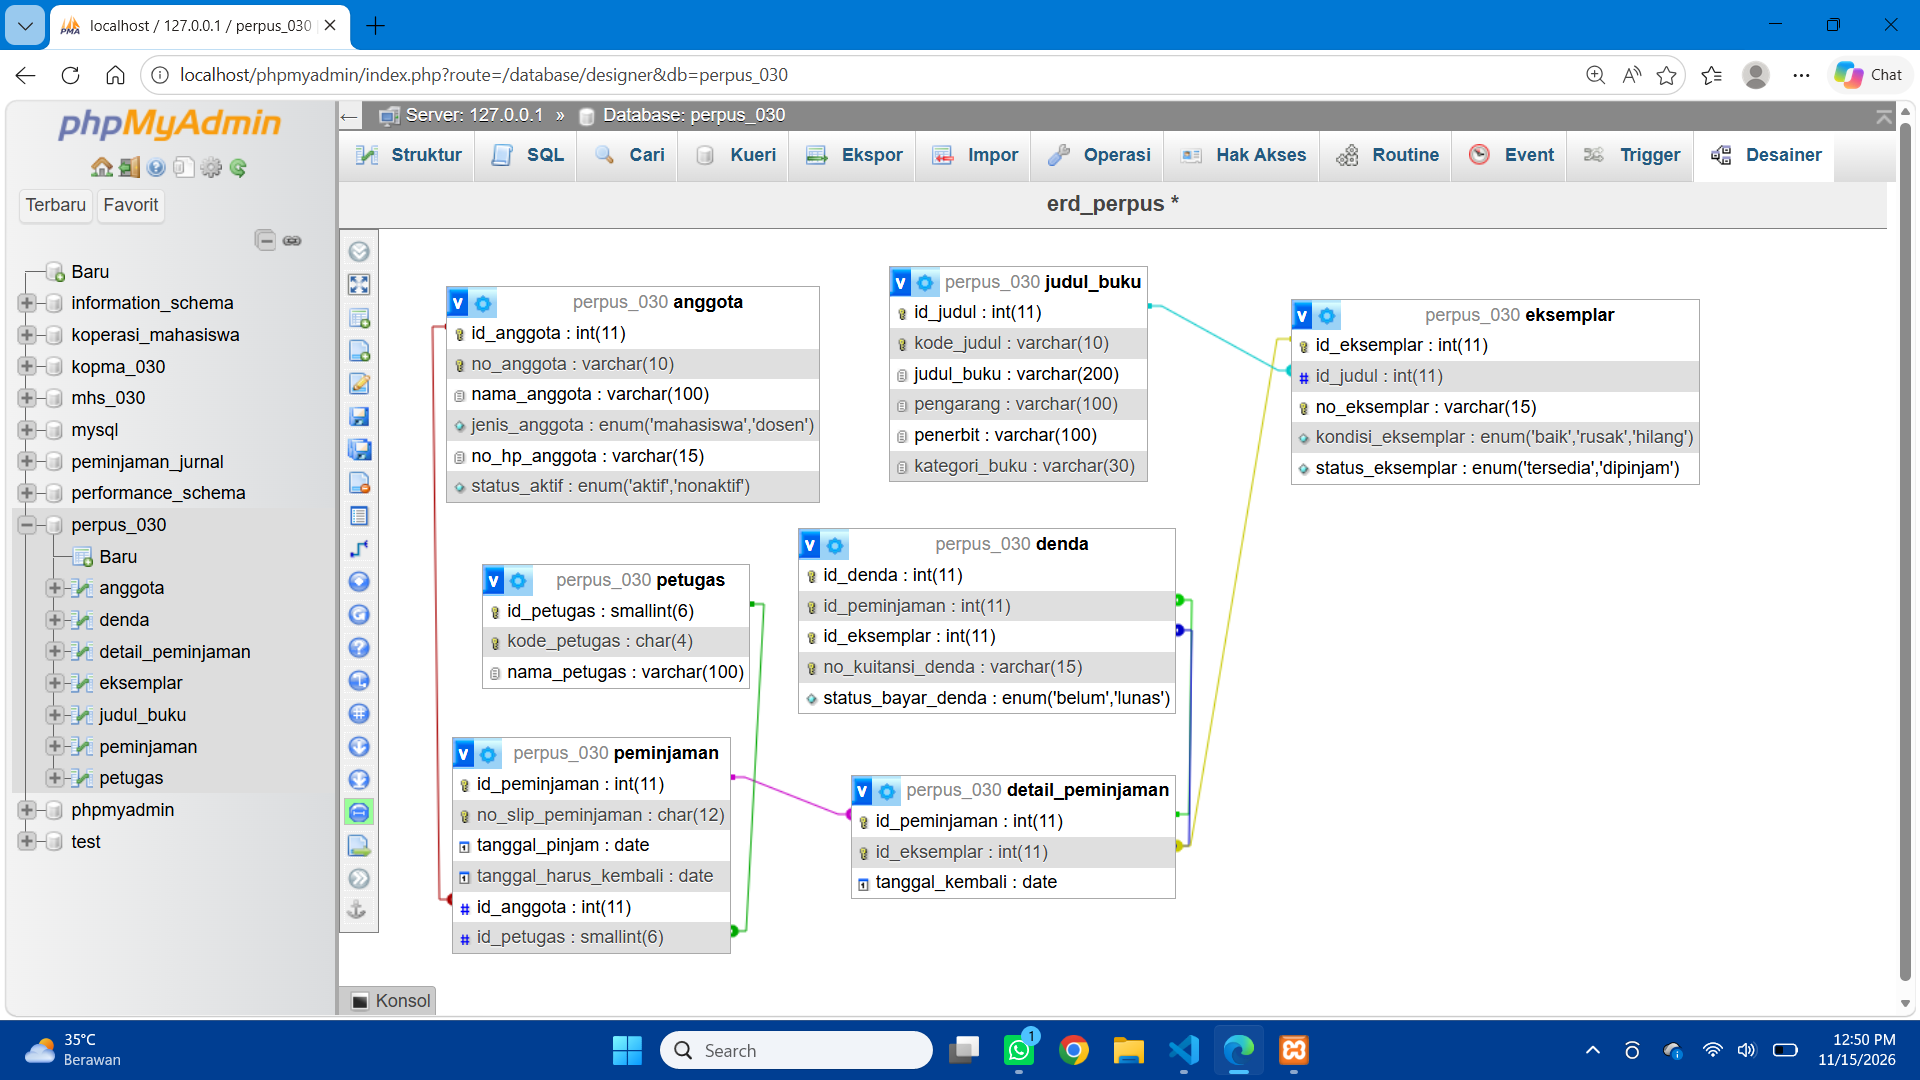 localhost / 127.0.0.1 / perpus_030
localhost/phpmyadmin/index.php?route=/database/designer&db=perpus_030
Chat
phpMyAdmin
Terbaru
Favorit
Baru
information_schema
koperasi_mahasiswa
kopma_030
mhs_030
mysql
peminjaman_jurnal
performance_schema
perpus_030
Baru
anggota
denda
detail_peminjaman
eksemplar
judul_buku
peminjaman
petugas
phpmyadmin
test
Server: 127.0.0.1 » Database: perpus_030
Struktur
SQL
Cari
Kueri
Ekspor
Impor
Operasi
Hak Akses
Routine
Event
Trigger
Desainer
erd_perpus *
perpus_030 anggota
id_anggota : int(11)
no_anggota : varchar(10)
nama_anggota : varchar(100)
jenis_anggota : enum('mahasiswa','dosen')
no_hp_anggota : varchar(15)
status_aktif : enum('aktif','nonaktif')
perpus_030 judul_buku
id_judul : int(11)
kode_judul : varchar(10)
judul_buku : varchar(200)
pengarang : varchar(100)
penerbit : varchar(100)
kategori_buku : varchar(30)
perpus_030 eksemplar
id_eksemplar : int(11)
id_judul : int(11)
no_eksemplar : varchar(15)
kondisi_eksemplar : enum('baik','rusak','hilang')
status_eksemplar : enum('tersedia','dipinjam')
perpus_030 petugas
id_petugas : smallint(6)
kode_petugas : char(4)
nama_petugas : varchar(100)
perpus_030 denda
id_denda : int(11)
id_peminjaman : int(11)
id_eksemplar : int(11)
no_kuitansi_denda : varchar(15)
status_bayar_denda : enum('belum','lunas')
perpus_030 peminjaman
id_peminjaman : int(11)
no_slip_peminjaman : char(12)
tanggal_pinjam : date
tanggal_harus_kembali : date
id_anggota : int(11)
id_petugas : smallint(6)
perpus_030 detail_peminjaman
id_peminjaman : int(11)
id_eksemplar : int(11)
tanggal_kembali : date
Konsol
35°C
Berawan
Search
1
12:50 PM
11/15/2026